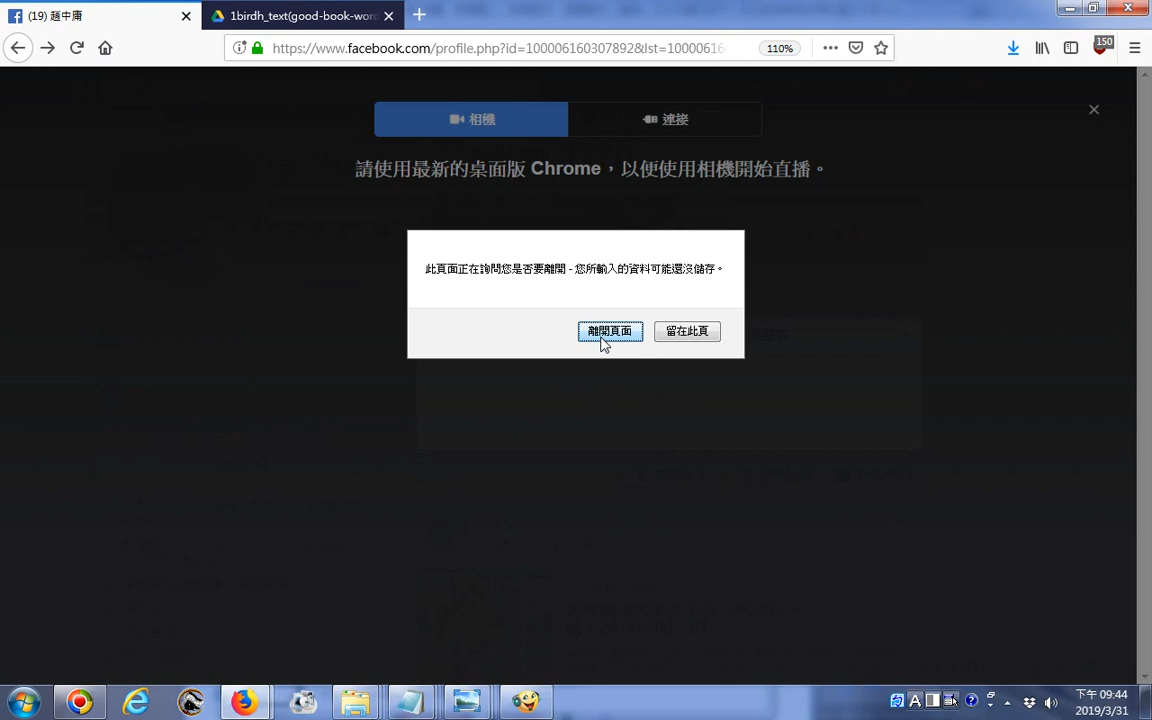 (19) 趙中庸
1birdh_text(good-book-wor
https://www.facebook.com/profile.php?id=100061603078​92&lst=1000616
110%
150
相機
連接
請使用最新的桌面版 Chrome，以便使用相機開始直播。
此頁面正在詢問您是否要離開 - 您所輸入的資料可能還沒儲存。
離開頁面
留在此頁
下午 09:44
2019/3/31